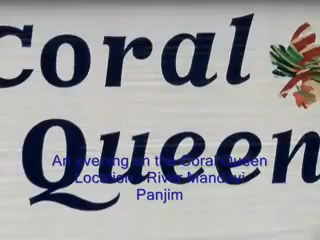 Coral
Queen
An evening on the Coral Queen
Location : River Mandovi
Panjim